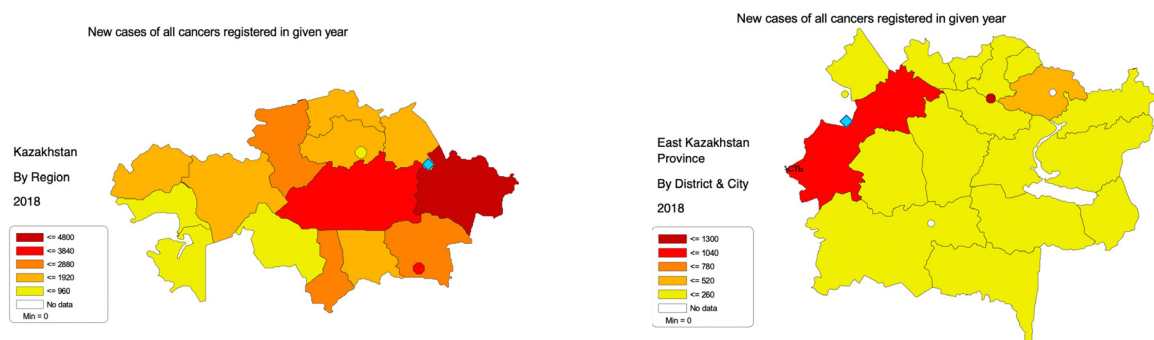 New cases of all cancers registered in given year
Kazakhstan
By Region
2018
<= 4800
<= 3840
<= 2880
<= 1920
<= 960
No data
Min = 0
New cases of all cancers registered in given year
East Kazakhstan
Province
By District & City
2018
<= 1300
<= 1040
<= 780
<= 520
<= 260
No data
Min = 0